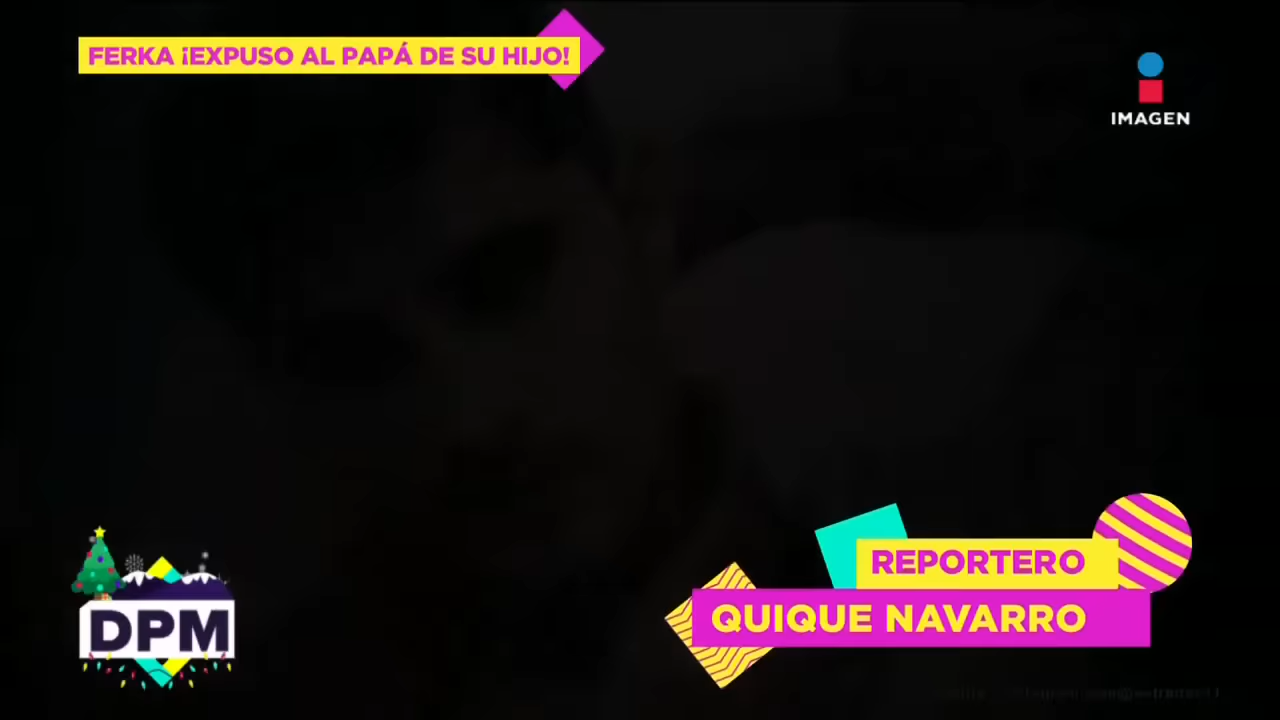 FERKA ¡EXPUSO AL PAPÁ DE SU HIJO!
IMAGEN
REPORTERO
QUIQUE NAVARRO
DPM